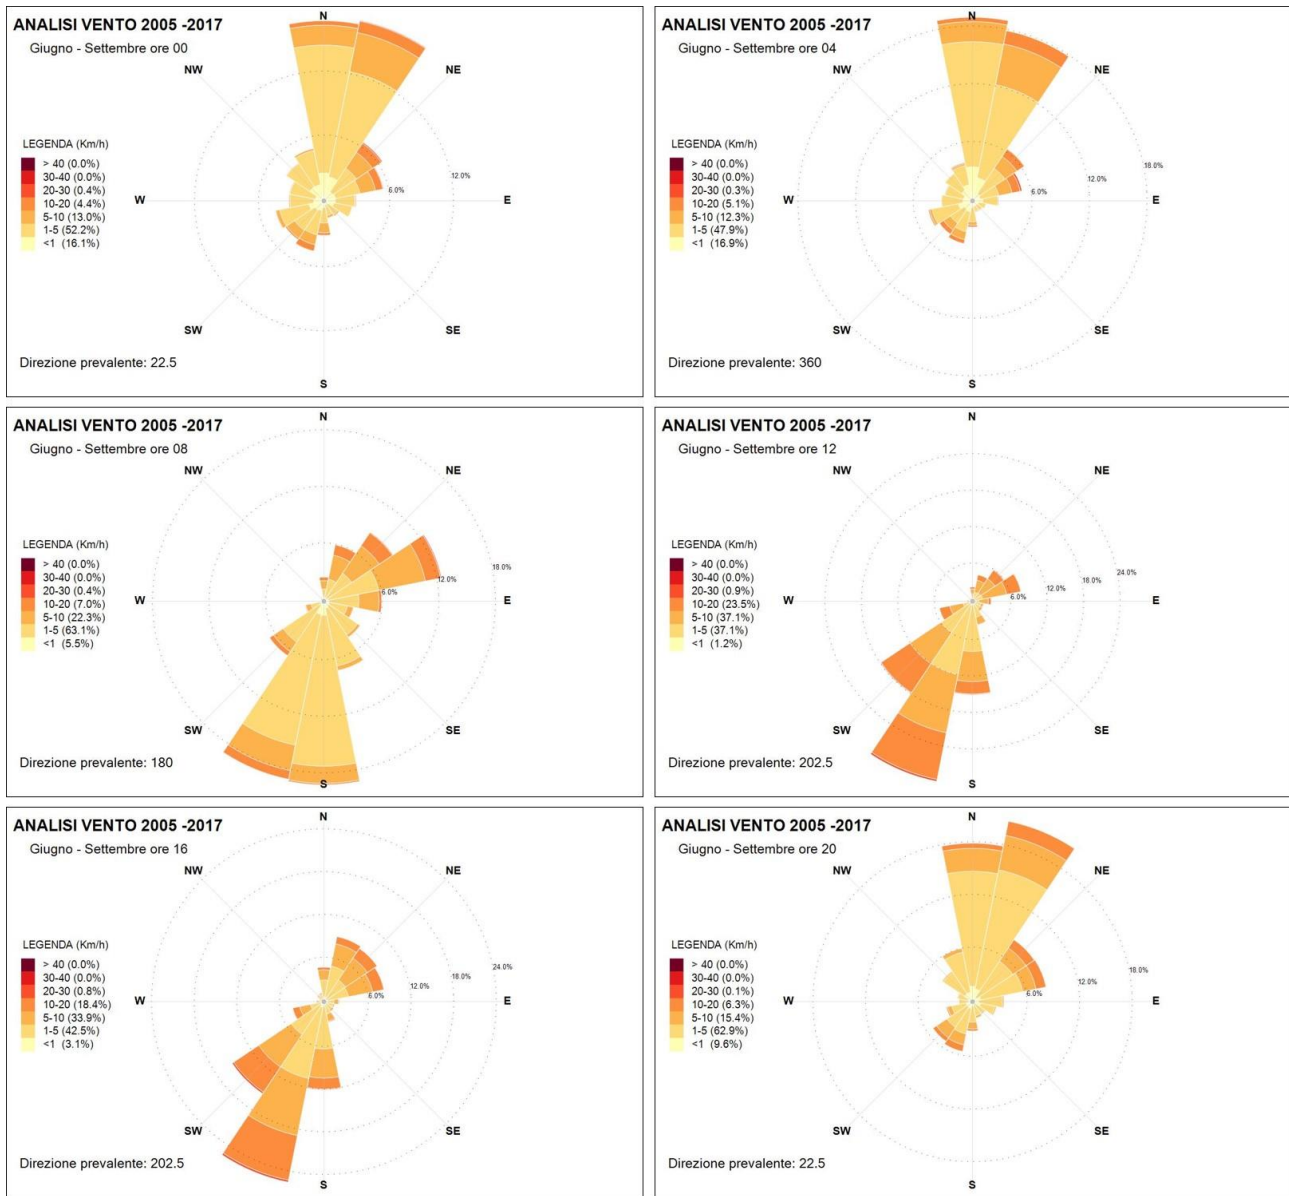 ANALISI VENTO 2005 -2017
Giugno - Settembre ore 00
N
NW
NE
LEGENDA (Km/h)
> 40 (0.0%)
30-40 (0.0%)
20-30 (0.4%)
10-20 (4.4%)
5-10 (13.0%)
1-5 (52.2%)
<1 (16.1%)
12.0%
6.0%
W
E
SW
SE
Direzione prevalente: 22.5
S
ANALISI VENTO 2005 -2017
Giugno - Settembre ore 04
N
NW
NE
LEGENDA (Km/h)
> 40 (0.0%)
30-40 (0.0%)
20-30 (0.3%)
10-20 (5.1%)
5-10 (12.3%)
1-5 (47.9%)
<1 (16.9%)
18.0%
12.0%
6.0%
W
E
SW
SE
Direzione prevalente: 360
S
ANALISI VENTO 2005 -2017
Giugno - Settembre ore 08
N
NW
NE
LEGENDA (Km/h)
> 40 (0.0%)
30-40 (0.0%)
20-30 (0.4%)
10-20 (7.0%)
5-10 (22.3%)
1-5 (63.1%)
<1 (5.5%)
18.0%
12.0%
6.0%
W
E
SW
SE
Direzione prevalente: 180
S
ANALISI VENTO 2005 -2017
Giugno - Settembre ore 12
N
NW
NE
LEGENDA (Km/h)
> 40 (0.0%)
30-40 (0.0%)
20-30 (0.9%)
10-20 (23.5%)
5-10 (37.1%)
1-5 (37.1%)
<1 (1.2%)
24.0%
18.0%
12.0%
6.0%
W
E
SW
SE
Direzione prevalente: 202.5
S
ANALISI VENTO 2005 -2017
Giugno - Settembre ore 16
N
NW
NE
LEGENDA (Km/h)
> 40 (0.0%)
30-40 (0.0%)
20-30 (0.8%)
10-20 (18.4%)
5-10 (33.9%)
1-5 (42.5%)
<1 (3.1%)
24.0%
18.0%
12.0%
6.0%
W
E
SW
SE
Direzione prevalente: 202.5
S
ANALISI VENTO 2005 -2017
Giugno - Settembre ore 20
N
NW
NE
LEGENDA (Km/h)
> 40 (0.0%)
30-40 (0.0%)
20-30 (0.1%)
10-20 (6.3%)
5-10 (15.4%)
1-5 (62.9%)
<1 (9.6%)
18.0%
12.0%
6.0%
W
E
SW
SE
Direzione prevalente: 22.5
S